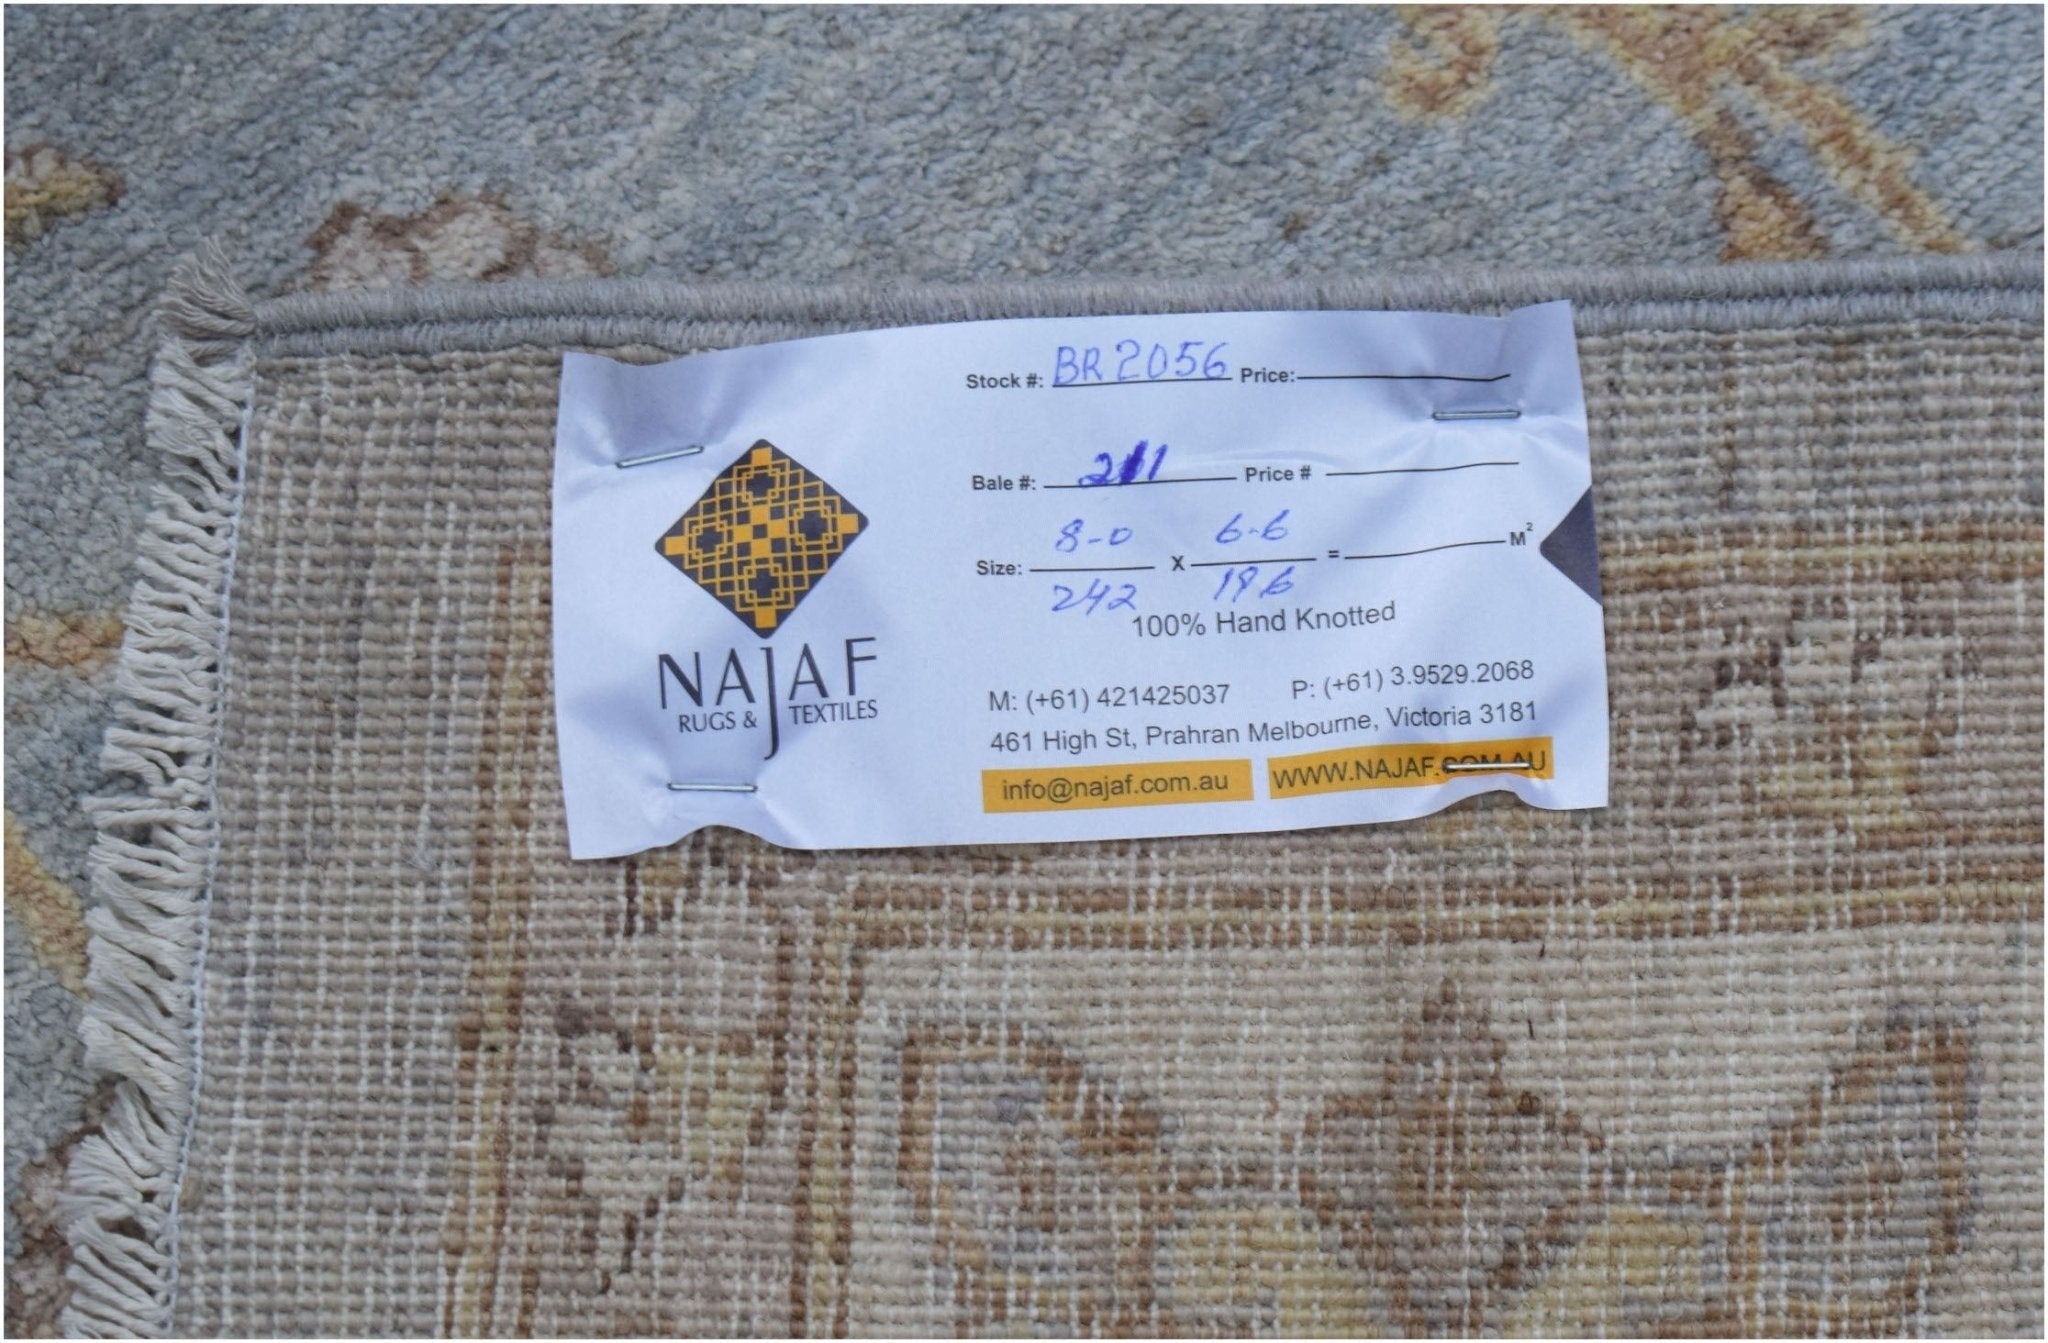 Stock #: BR2056 Price:
Bale #: 211 Price #
8-0 6-6
Size: X = M²
242 196
100% Hand Knotted
NAJAF
RUGS & TEXTILES
M: (+61) 421425037 P: (+61) 3.9529.2068
461 High St, Prahran Melbourne, Victoria 3181
info@najaf.com.au WWW.NAJAF.COM.AU